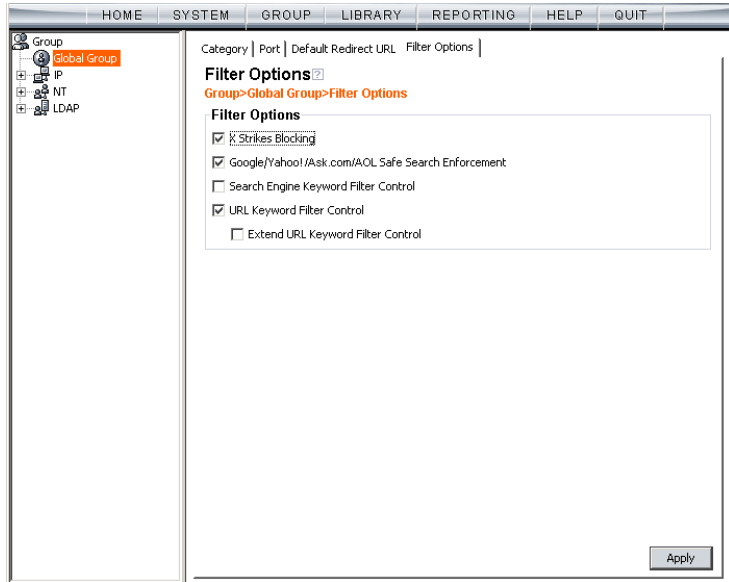 HOME SYSTEM GROUP LIBRARY REPORTING HELP QUIT
Group
Global Group
IP
NT
LDAP
Category | Port | Default Redirect URL Filter Options |
Filter Options ?
Group>Global Group>Filter Options
Filter Options
X Strikes Blocking
Google/Yahoo!/Ask.com/AOL Safe Search Enforcement
Search Engine Keyword Filter Control
URL Keyword Filter Control
Extend URL Keyword Filter Control
Apply